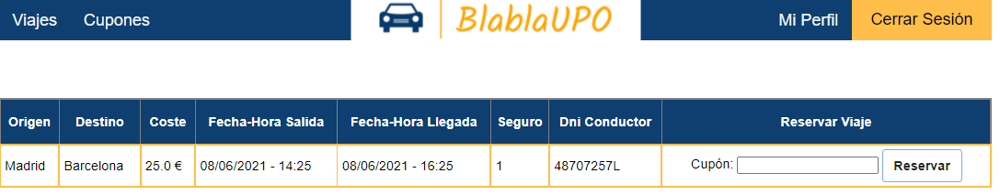 Viajes Cupones BlablaUPO Mi Perfil Cerrar Sesión
Origen Destino Coste Fecha-Hora Salida Fecha-Hora Llegada Seguro Dni Conductor Reservar Viaje
Madrid Barcelona 25.0 € 08/06/2021 - 14:25 08/06/2021 - 16:25 1 48707257L Cupón: Reservar